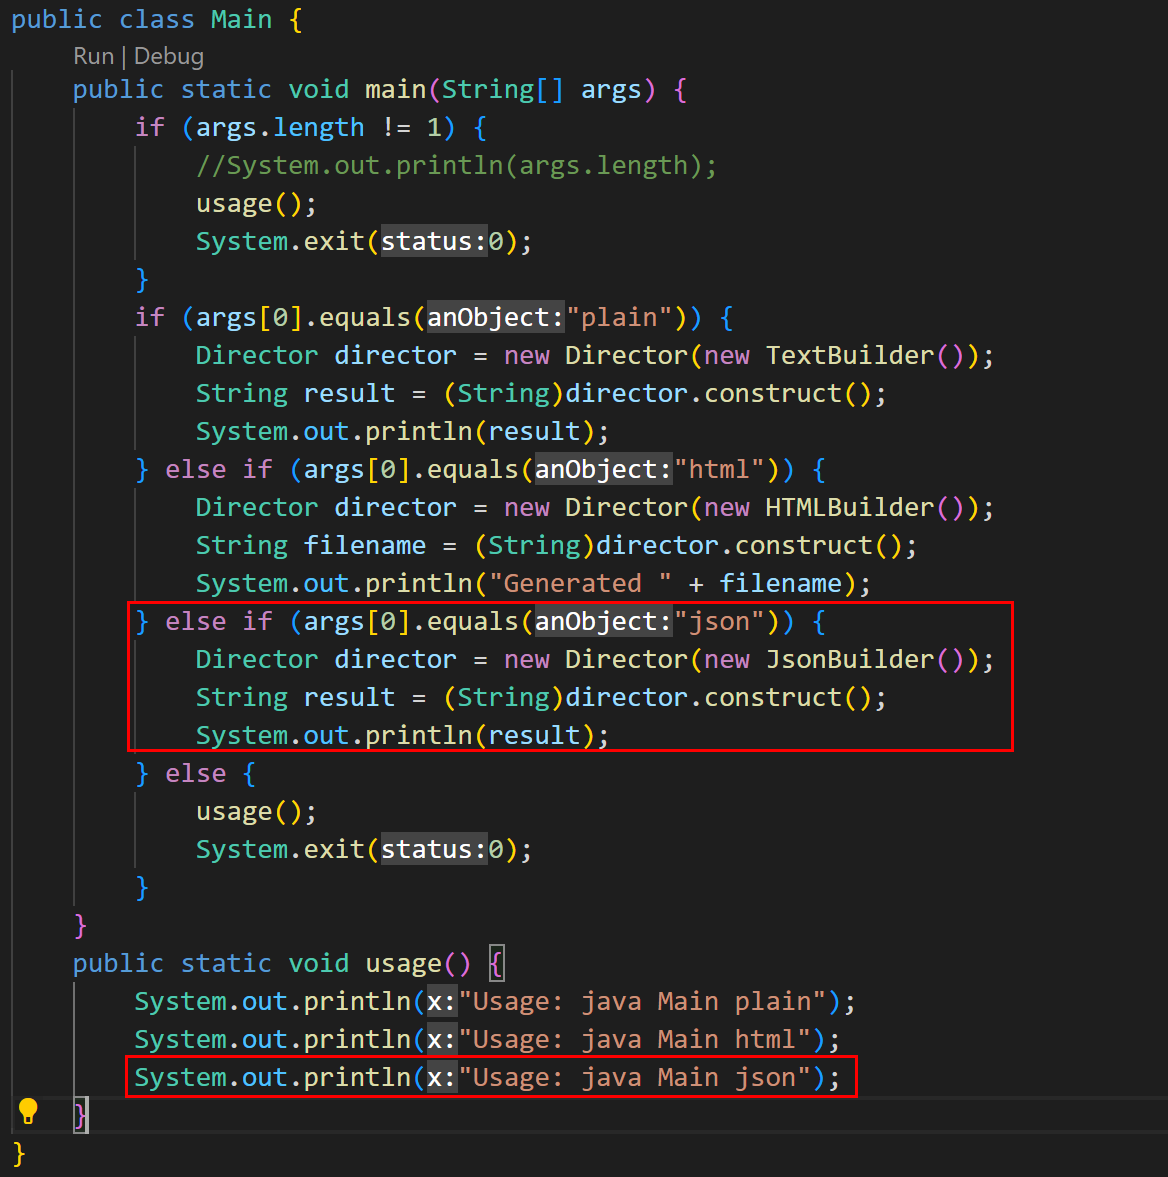 public class Main {
Run | Debug
public static void main(String[] args) {
if (args.length != 1) {
//System.out.println(args.length);
usage();
System.exit(status:0);
}
if (args[0].equals(anObject:"plain")) {
Director director = new Director(new TextBuilder());
String result = (String)director.construct();
System.out.println(result);
} else if (args[0].equals(anObject:"html")) {
Director director = new Director(new HTMLBuilder());
String filename = (String)director.construct();
System.out.println("Generated " + filename);
} else if (args[0].equals(anObject:"json")) {
Director director = new Director(new JsonBuilder());
String result = (String)director.construct();
System.out.println(result);
} else {
usage();
System.exit(status:0);
}
}
public static void usage() {
System.out.println(x:"Usage: java Main plain");
System.out.println(x:"Usage: java Main html");
System.out.println(x:"Usage: java Main json");
}
}